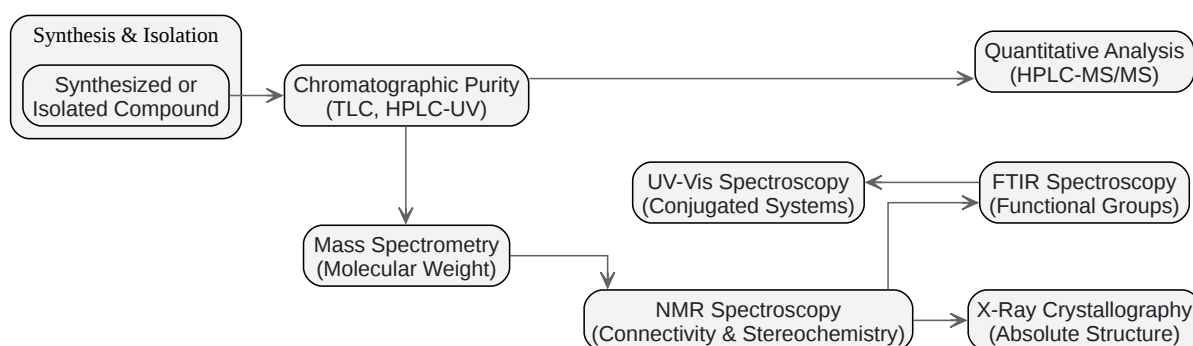 Synthesis & Isolation
Synthesized or
Isolated Compound
Chromatographic Purity
(TLC, HPLC-UV)
Quantitative Analysis
(HPLC-MS/MS)
UV-Vis Spectroscopy
(Conjugated Systems)
FTIR Spectroscopy
(Functional Groups)
Mass Spectrometry
(Molecular Weight)
NMR Spectroscopy
(Connectivity & Stereochemistry)
X-Ray Crystallography
(Absolute Structure)